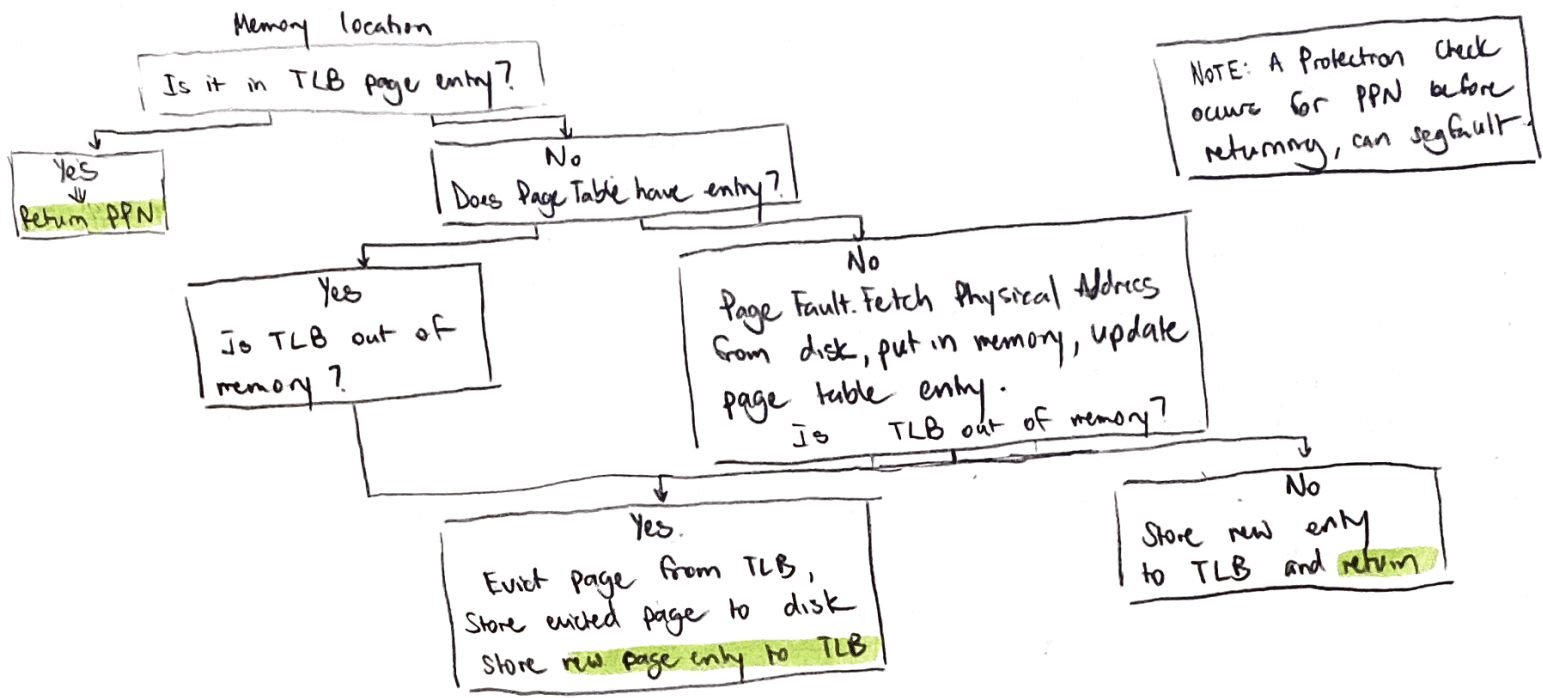 Memory location
Is it in TLB page entry?
NOTE: A Protection Check
occurs for PPN before
returning, can segfault.
Yes
Return PPN
No
Does Page Table have entry?
Yes
Is TLB out of
memory?
No
Page Fault. Fetch Physical Address
from disk, put in memory, update
page table entry.
Is TLB out of memory?
Yes.
Evict page from TLB,
Store evicted page to disk
Store new page entry to TLB
No
Store new entry
to TLB and return